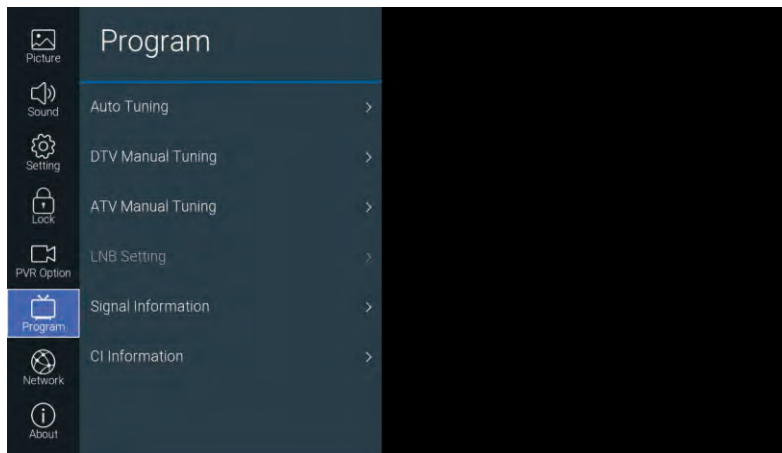 Picture
Sound
Setting
Lock
PVR Option
Program
Network
About
Program
Auto Tuning
DTV Manual Tuning
ATV Manual Tuning
LNB Setting
Signal Information
CI Information